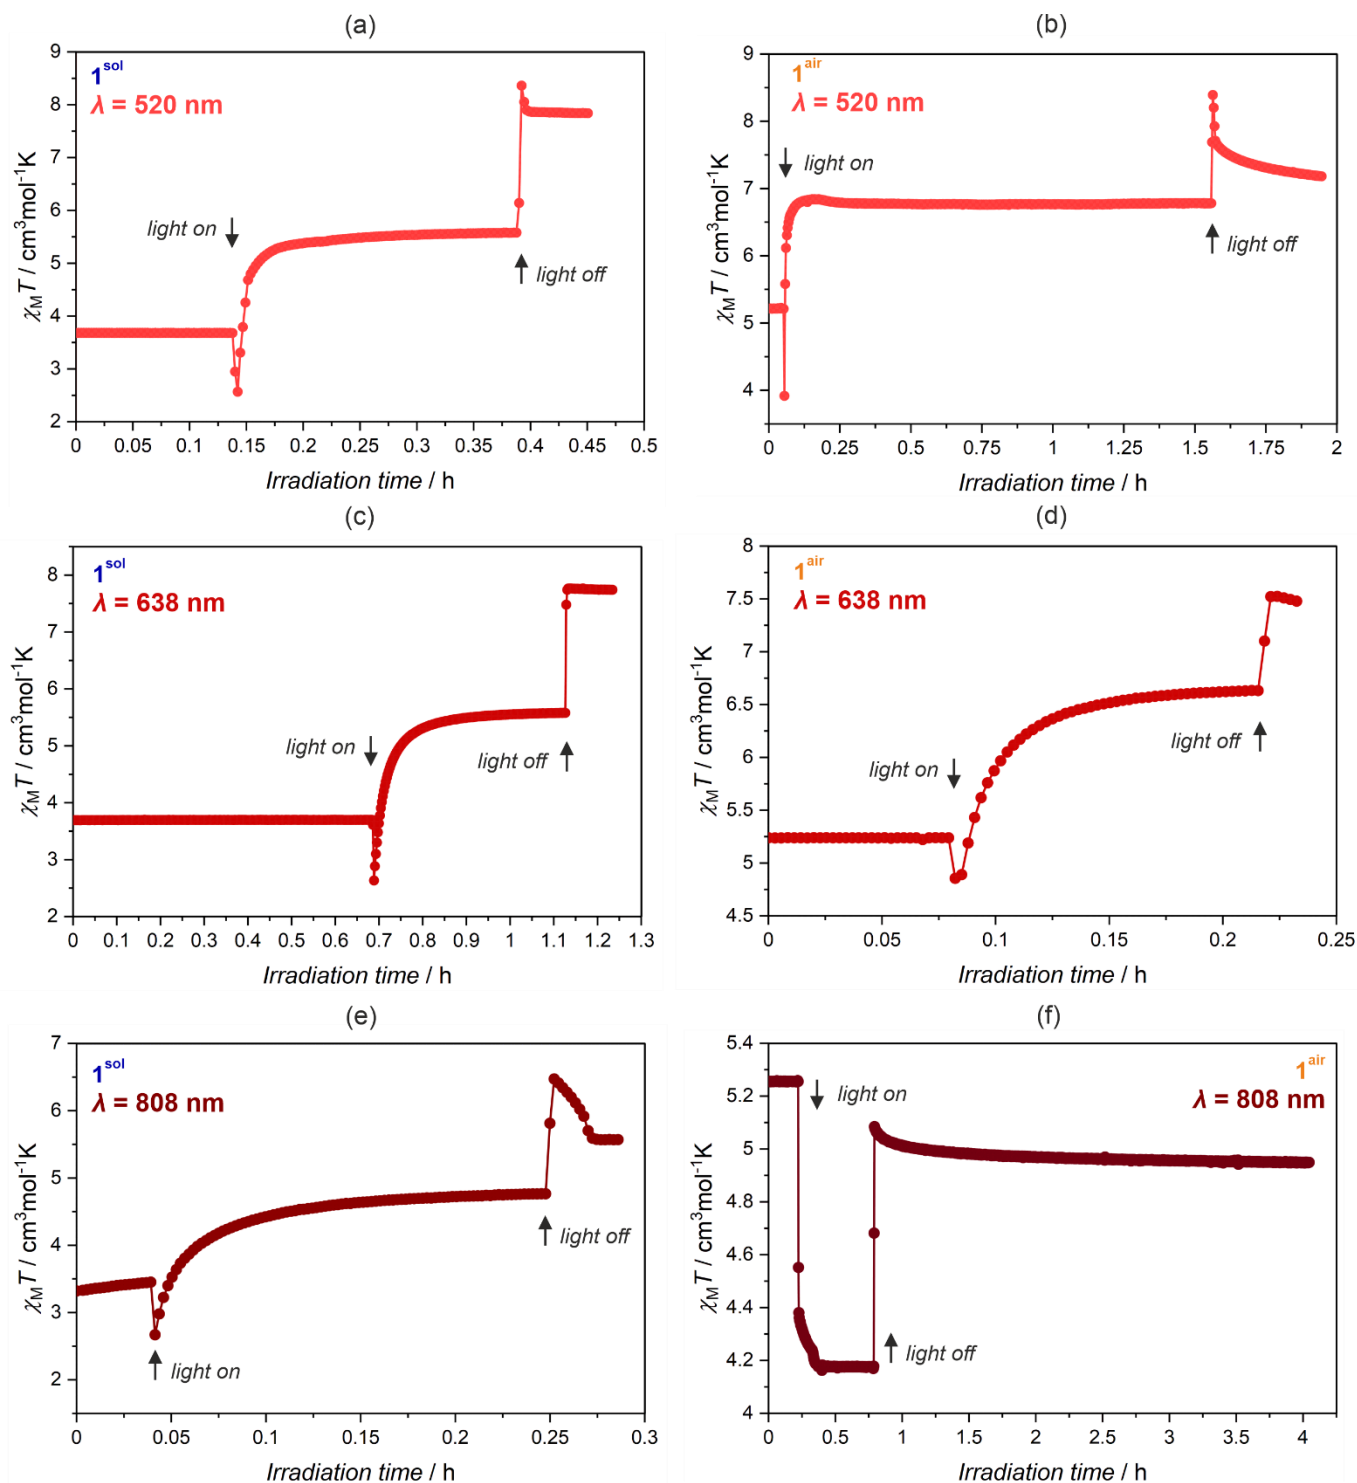 (a)
1sol
λ = 520 nm
light on
light off
χMT / cm3mol-1K
9
8
7
6
5
4
3
2
0 0.05 0.1 0.15 0.2 0.25 0.3 0.35 0.4 0.45 0.5
Irradiation time / h
(b)
1air
λ = 520 nm
light on
light off
χMT / cm3mol-1K
9
8
7
6
5
4
0 0.25 0.5 0.75 1 1.25 1.5 1.75 2
Irradiation time / h
(c)
1sol
λ = 638 nm
light on
light off
χMT / cm3mol-1K
8
7
6
5
4
3
2
0 0.1 0.2 0.3 0.4 0.5 0.6 0.7 0.8 0.9 1 1.1 1.2 1.3
Irradiation time / h
(d)
1air
λ = 638 nm
light on
light off
χMT / cm3mol-1K
8
7.5
7
6.5
6
5.5
5
4.5
0 0.05 0.1 0.15 0.2 0.25
Irradiation time / h
(e)
1sol
λ = 808 nm
light on
light off
χMT / cm3mol-1K
7
6
5
4
3
2
0 0.05 0.1 0.15 0.2 0.25 0.3
Irradiation time / h
(f)
1air
λ = 808 nm
light on
light off
χMT / cm3mol-1K
5.4
5.2
5
4.8
4.6
4.4
4.2
4
0 0.5 1 1.5 2 2.5 3 3.5 4
Irradiation time / h